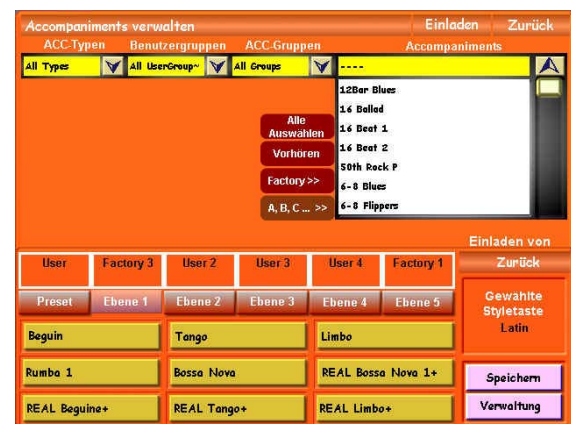 Accompaniments verwalten Einladen Zurück
ACC-Typen Benutzergruppen ACC-Gruppen Accompaniments
All Types All UserGroup~ All Groups ----
12Bar Blues
16 Ballad
16 Beat 1
16 Beat 2
50th Rock P
6-8 Blues
6-8 Flippers
Alle
Auswählen
Vorhören
Factory >>
A, B, C ... >>
Einladen von
User Factory 3 User 2 User 3 User 4 Factory 1 Zurück
Preset Ebene 1 Ebene 2 Ebene 3 Ebene 4 Ebene 5
Gewählte
Styletaste
Latin
Beguin Tango Limbo
Rumba 1 Bossa Nova REAL Bossa Nova 1+ Speichern
REAL Beguine+ REAL Tango+ REAL Limbo+ Verwaltung